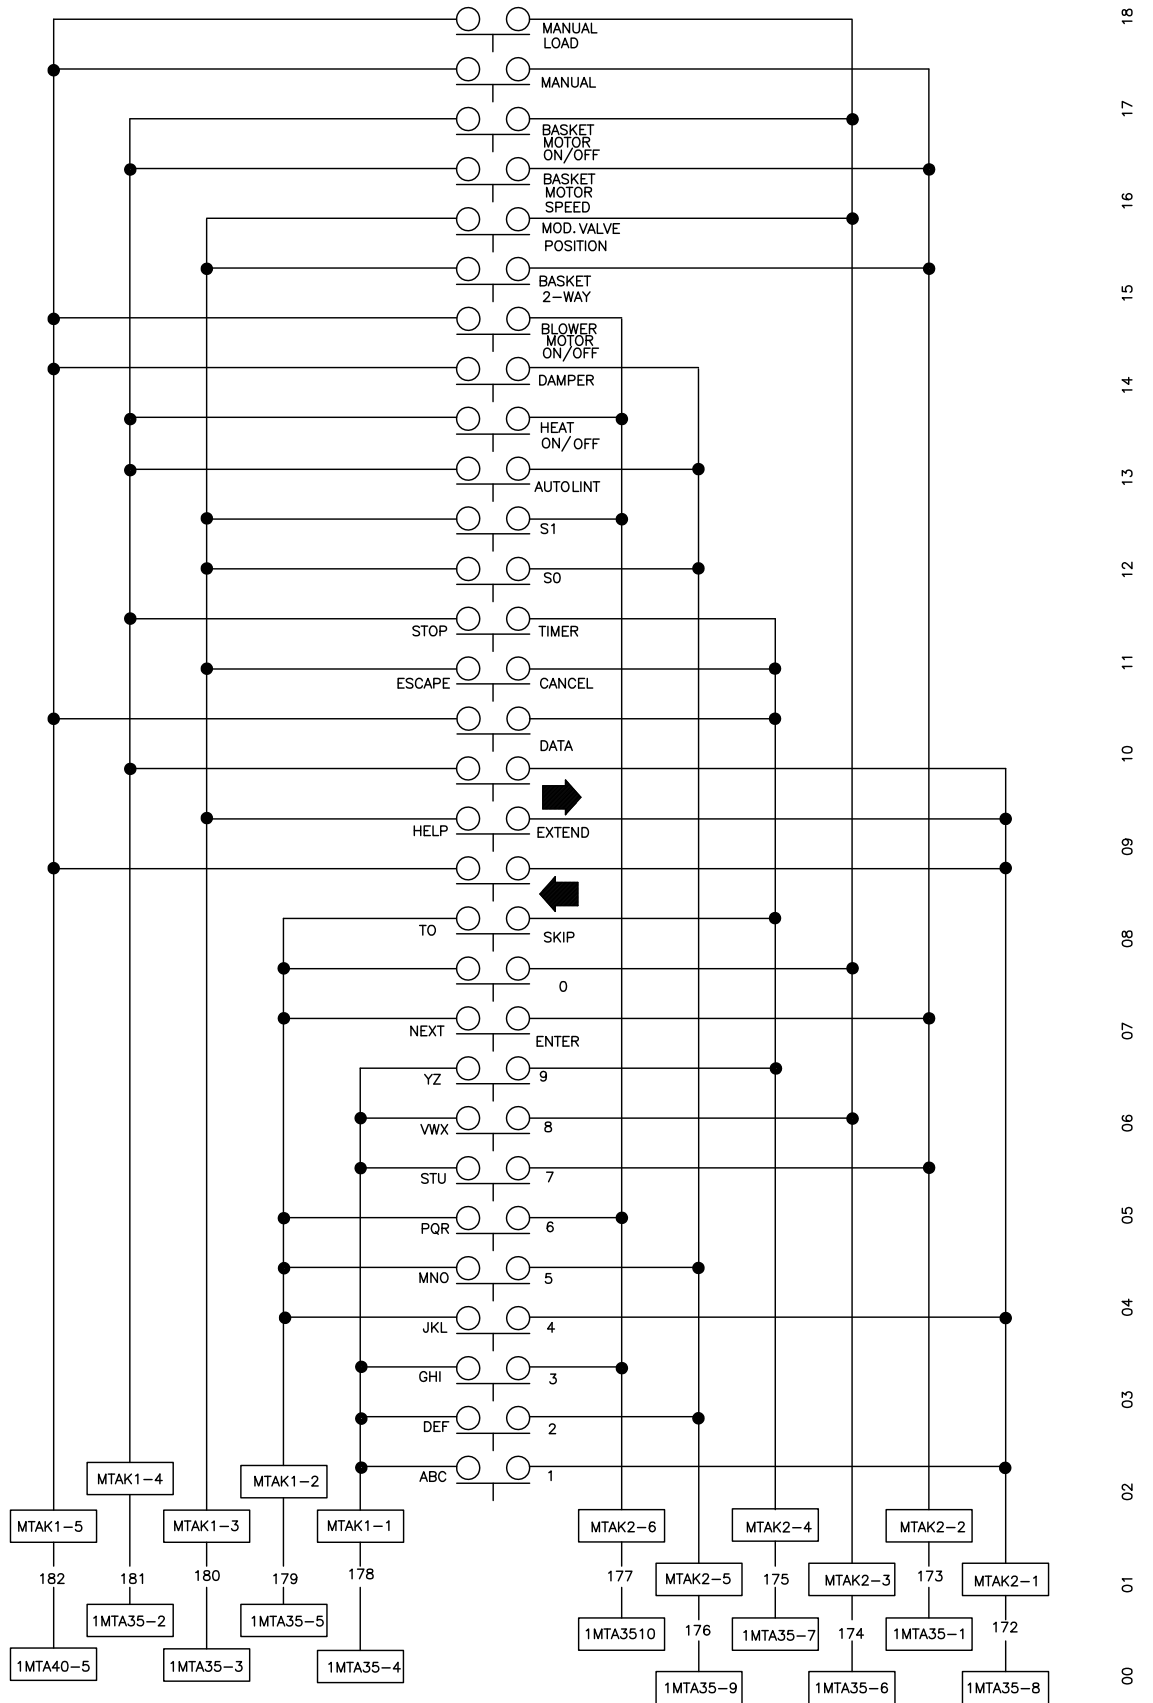 18
MANUAL
LOAD
MANUAL
17
BASKET
MOTOR
ON/OFF
BASKET
MOTOR
SPEED
16
MOD. VALVE
POSITION
BASKET
2-WAY
15
BLOWER
MOTOR
ON/OFF
DAMPER
14
HEAT
ON/OFF
AUTOLINT
13
S1
S0
12
STOP TIMER
ESCAPE CANCEL
11
DATA
10
HELP EXTEND
09
TO SKIP
08
0
NEXT ENTER
07
YZ 9
VWX 8
06
STU 7
PQR 6
05
MNO 5
JKL 4
04
GHI 3
DEF 2
03
ABC 1
02
MTAK1-4 MTAK1-2
MTAK1-5 MTAK1-3 MTAK1-1 MTAK2-6 MTAK2-4 MTAK2-2
182 181 180 179 178 177 MTAK2-5 175 MTAK2-3 173 MTAK2-1
01
1MTA35-2 1MTA35-5 1MTA3510 176 1MTA35-7 174 1MTA35-1 172
1MTA40-5 1MTA35-3 1MTA35-4
1MTA35-9 1MTA35-6 1MTA35-8
00